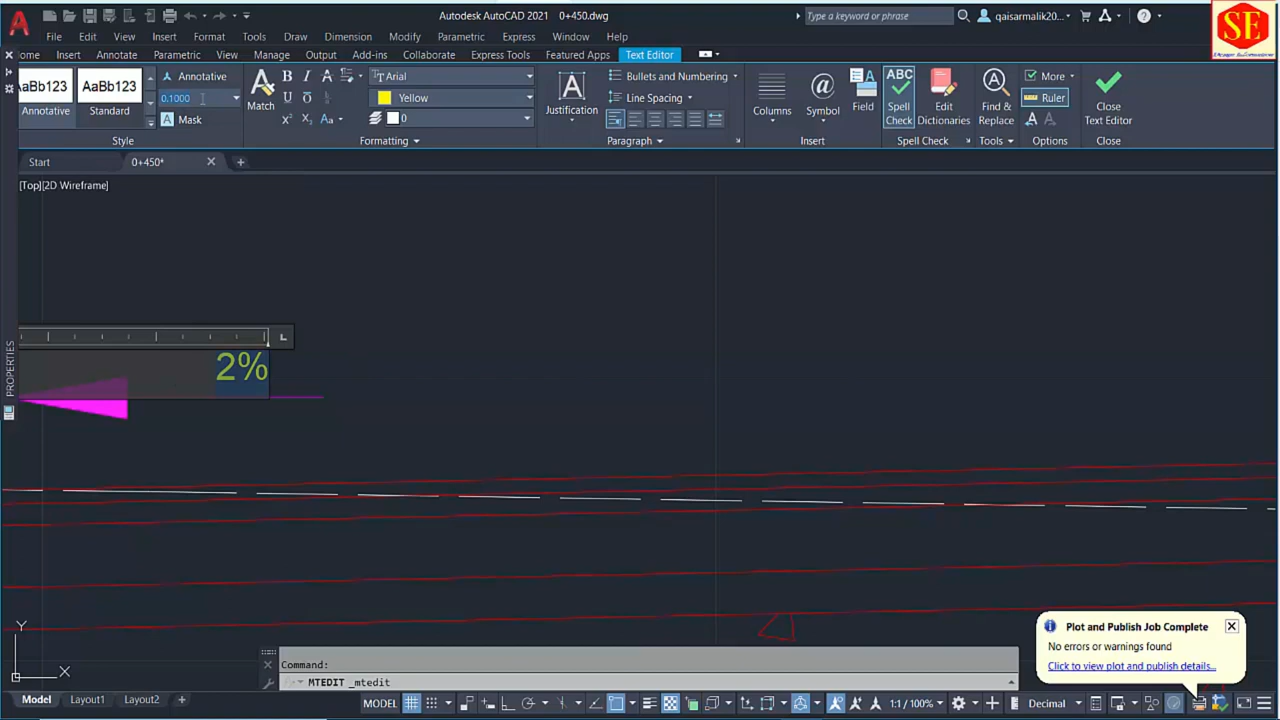 Autodesk AutoCAD 2021 0+450.dwg
Type a keyword or phrase
qaisarmalik20...
SE
File Edit View Insert Format Tools Draw Dimension Modify Parametric Express Window Help
ome Insert Annotate Parametric View Manage Output Add-ins Collaborate Express Tools Featured Apps Text Editor
AaBb123 AaBb123
Annotative Standard
Annotative
0.1000
Mask
Style
Match
B I A
U O
Aa
Arial
Yellow
0
Formatting
Justification
Bullets and Numbering
Line Spacing
Paragraph
Columns
Symbol
Field
Insert
ABC
Spell Check
Edit Dictionaries
Spell Check
Find & Replace
Tools
More
Ruler
Options
Close Text Editor
Close
Start 0+450*
[Top][2D Wireframe]
PROPERTIES
2%
Y
X
Command:
MTEDIT _mtedit
Plot and Publish Job Complete
No errors or warnings found
Click to view plot and publish details...
Model Layout1 Layout2
MODEL
1:1 / 100%
Decimal